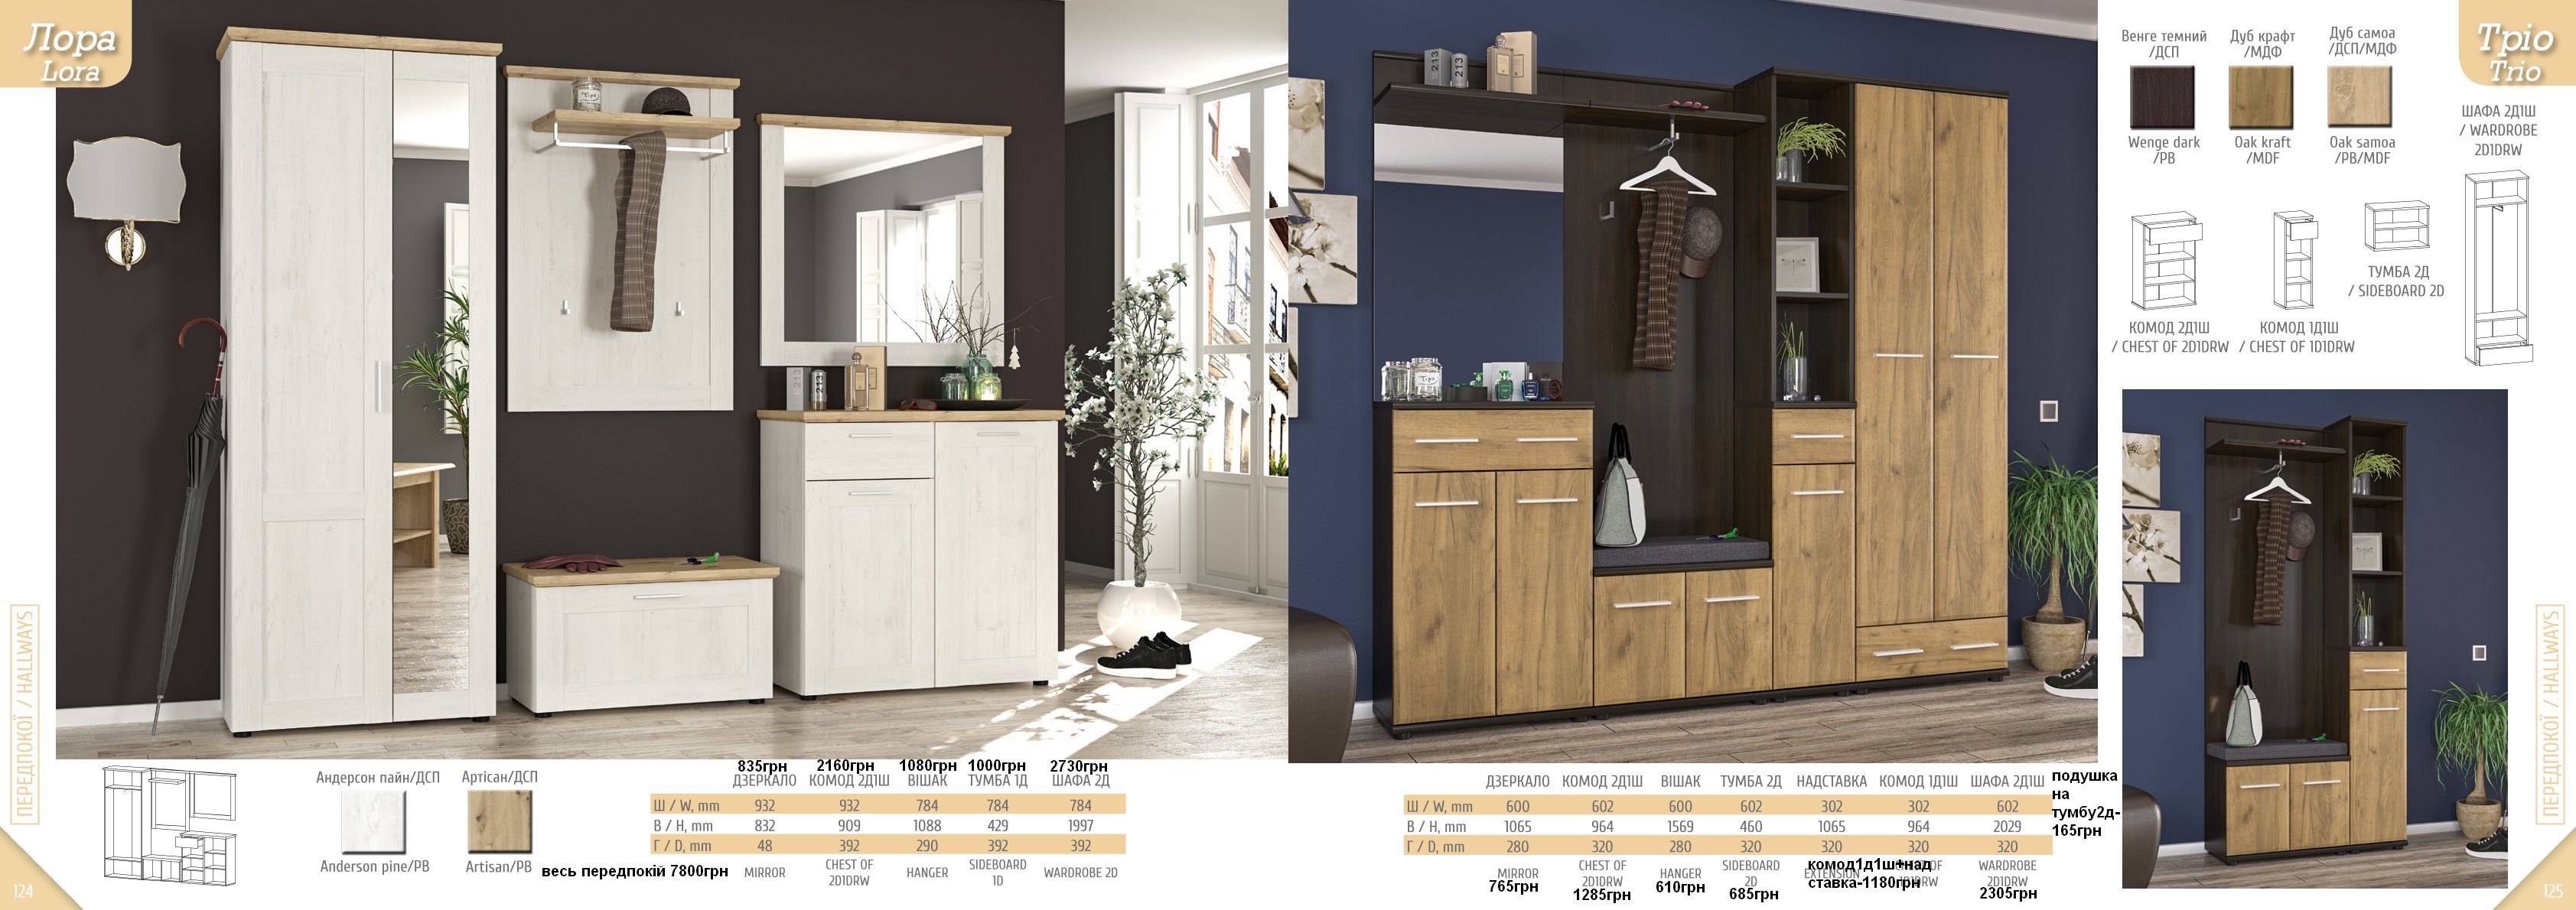 Лора
Lora
ПЕРЕДПОКОЇ / HALLWAYS
124
Андерсон пайн/ДСП
Артісан/ДСП
Anderson pine/PB
Artisan/PB
835грн 2160грн 1080грн 1000грн 2730грн
ДЗЕРКАЛО КОМОД 2Д1Ш ВІШАК ТУМБА 1Д ШАФА 2Д
Ш / W, mm 932 932 784 784 784
В / H, mm 832 909 1088 429 1997
Г / D, mm 48 392 290 392 392
MIRROR CHEST OF 2D1DRW HANGER SIDEBOARD 1D WARDROBE 2D
весь передпокій 7800грн
213
213
Tips
213
213
Tips
Тріо
Trio
Венге темний
/ДСП
Дуб крафт
/МДФ
Дуб самоа
/ДСП/МДФ
Wenge dark
/PB
Oak kraft
/MDF
Oak samoa
/PB/MDF
ШАФА 2Д1Ш
/ WARDROBE
2D1DRW
КОМОД 2Д1Ш
/ CHEST OF 2D1DRW
КОМОД 1Д1Ш
/ CHEST OF 1D1DRW
ТУМБА 2Д
/ SIDEBOARD 2D
ДЗЕРКАЛО КОМОД 2Д1Ш ВІШАК ТУМБА 2Д НАДСТАВКА КОМОД 1Д1Ш ШАФА 2Д1Ш
Ш / W, mm 600 602 600 602 302 302 602
В / H, mm 1065 964 1569 460 1065 964 2029
Г / D, mm 280 320 280 320 320 320 320
MIRROR CHEST OF 2D1DRW HANGER SIDEBOARD 2D EXTENSION WARDROBE 2D1DRW
765грн 1285грн 610грн 685грн
комод1д1ш+над
ставка-1180грн
2305грн
подушка
на
тумбу2д-
165грн
ПЕРЕДПОКОЇ / HALLWAYS
125